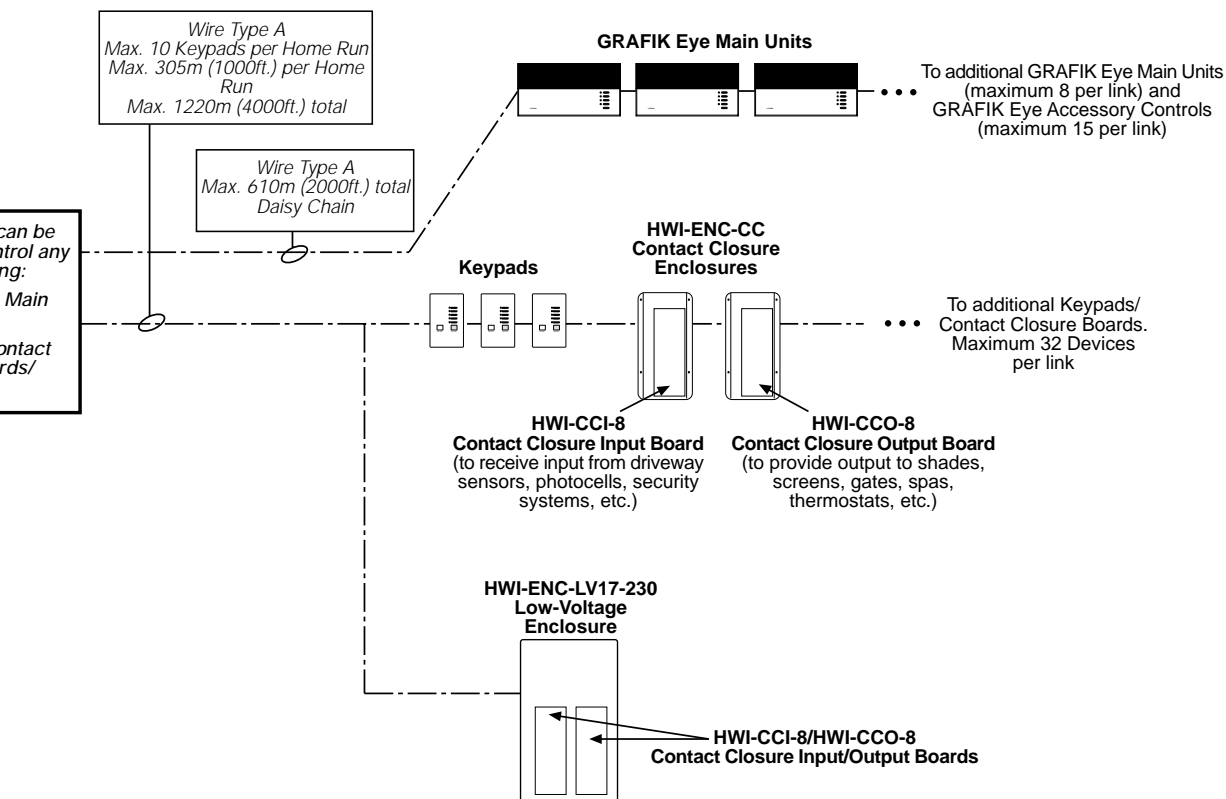 Wire Type A
Max. 10 Keypads per Home Run
Max. 305m (1000ft.) per Home
Run
Max. 1220m (4000ft.) total
GRAFIK Eye Main Units
To additional GRAFIK Eye Main Units
(maximum 8 per link) and
GRAFIK Eye Accessory Controls
(maximum 15 per link)
Wire Type A
Max. 610m (2000ft.) total
Daisy Chain
can be
ntrol any
ng:
Main
ontact
rds/
Keypads
HWI-ENC-CC
Contact Closure
Enclosures
To additional Keypads/
Contact Closure Boards.
Maximum 32 Devices
per link
HWI-CCI-8
Contact Closure Input Board
(to receive input from driveway
sensors, photocells, security
systems, etc.)
HWI-CCO-8
Contact Closure Output Board
(to provide output to shades,
screens, gates, spas,
thermostats, etc.)
HWI-ENC-LV17-230
Low-Voltage
Enclosure
HWI-CCI-8/HWI-CCO-8
Contact Closure Input/Output Boards